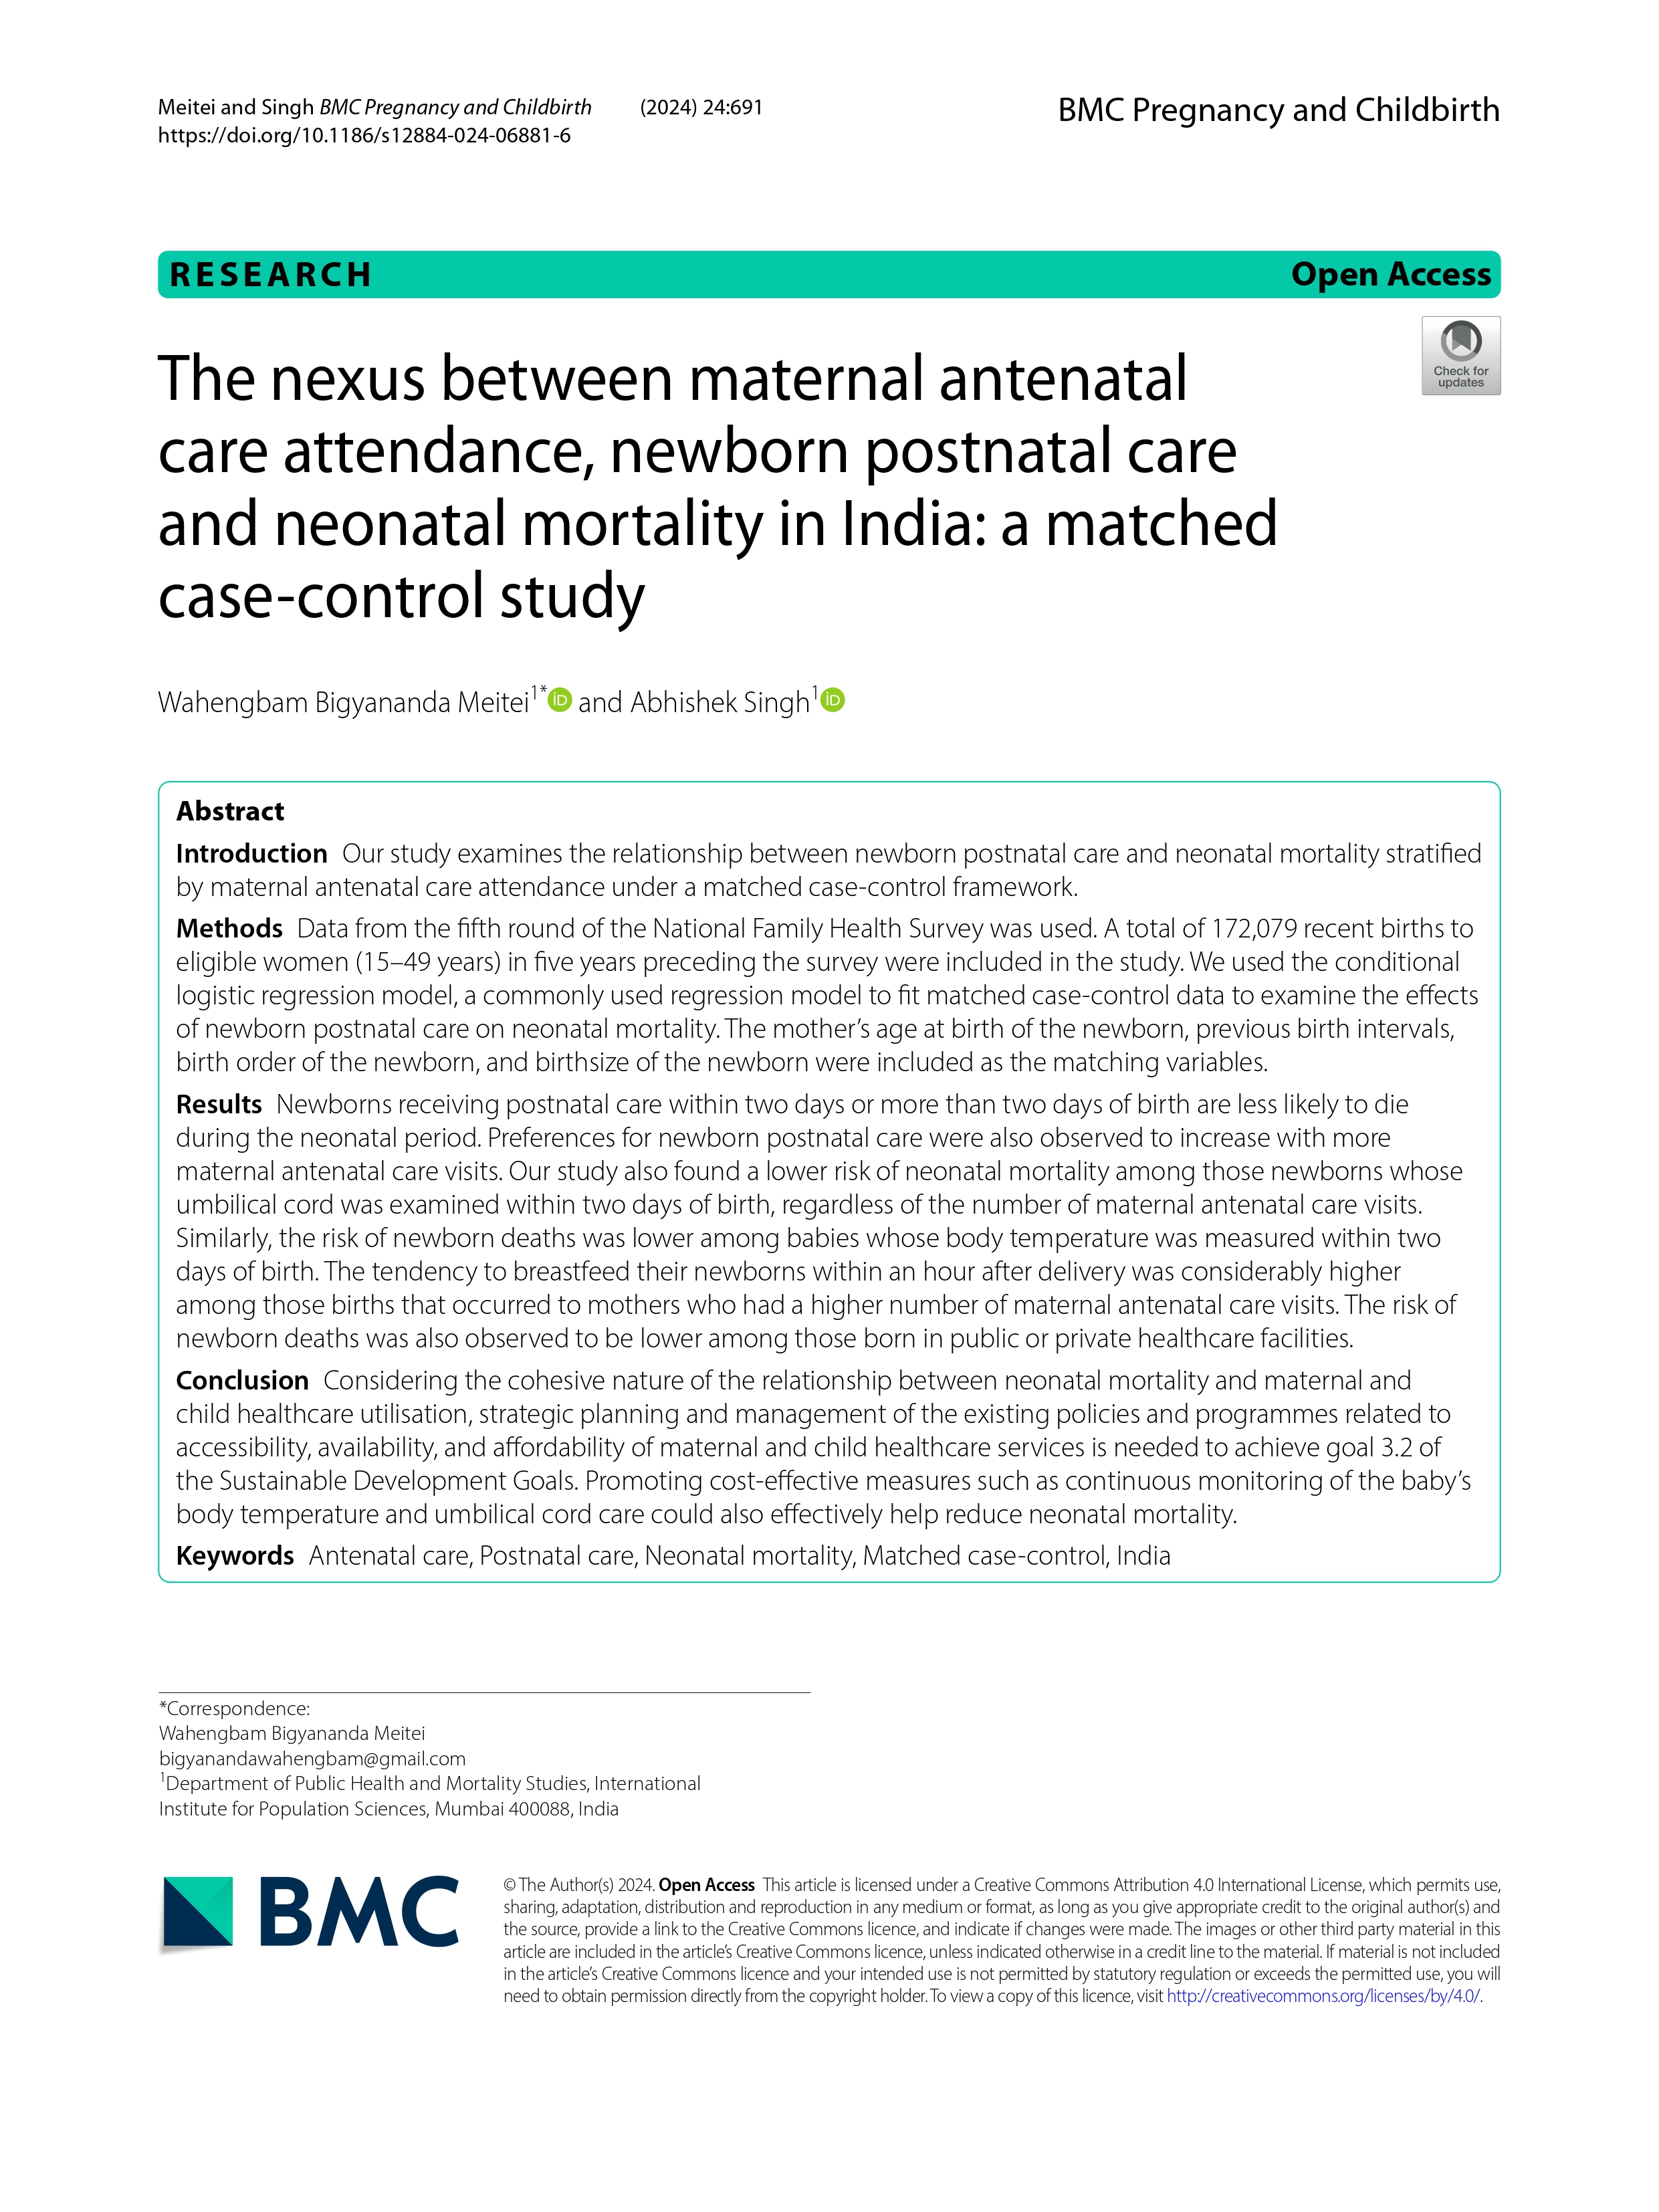 Meitei and Singh BMC Pregnancy and Childbirth (2024) 24:691
https://doi.org/10.1186/s12884-024-06881-6
BMC Pregnancy and Childbirth
RESEARCH Open Access
Check for
updates
The nexus between maternal antenatal
care attendance, newborn postnatal care
and neonatal mortality in India: a matched
case-control study
Wahengbam Bigyananda Meitei1* iD and Abhishek Singh1 iD
Abstract
Introduction Our study examines the relationship between newborn postnatal care and neonatal mortality stratified
by maternal antenatal care attendance under a matched case-control framework.
Methods Data from the fifth round of the National Family Health Survey was used. A total of 172,079 recent births to
eligible women (15–49 years) in five years preceding the survey were included in the study. We used the conditional
logistic regression model, a commonly used regression model to fit matched case-control data to examine the effects
of newborn postnatal care on neonatal mortality. The mother’s age at birth of the newborn, previous birth intervals,
birth order of the newborn, and birthsize of the newborn were included as the matching variables.
Results Newborns receiving postnatal care within two days or more than two days of birth are less likely to die
during the neonatal period. Preferences for newborn postnatal care were also observed to increase with more
maternal antenatal care visits. Our study also found a lower risk of neonatal mortality among those newborns whose
umbilical cord was examined within two days of birth, regardless of the number of maternal antenatal care visits.
Similarly, the risk of newborn deaths was lower among babies whose body temperature was measured within two
days of birth. The tendency to breastfeed their newborns within an hour after delivery was considerably higher
among those births that occurred to mothers who had a higher number of maternal antenatal care visits. The risk of
newborn deaths was also observed to be lower among those born in public or private healthcare facilities.
Conclusion Considering the cohesive nature of the relationship between neonatal mortality and maternal and
child healthcare utilisation, strategic planning and management of the existing policies and programmes related to
accessibility, availability, and affordability of maternal and child healthcare services is needed to achieve goal 3.2 of
the Sustainable Development Goals. Promoting cost-effective measures such as continuous monitoring of the baby’s
body temperature and umbilical cord care could also effectively help reduce neonatal mortality.
Keywords Antenatal care, Postnatal care, Neonatal mortality, Matched case-control, India
*Correspondence:
Wahengbam Bigyananda Meitei
bigyanandawahengbam@gmail.com
1Department of Public Health and Mortality Studies, International
Institute for Population Sciences, Mumbai 400088, India
BMC
© The Author(s) 2024. Open Access This article is licensed under a Creative Commons Attribution 4.0 International License, which permits use,
sharing, adaptation, distribution and reproduction in any medium or format, as long as you give appropriate credit to the original author(s) and
the source, provide a link to the Creative Commons licence, and indicate if changes were made. The images or other third party material in this
article are included in the article’s Creative Commons licence, unless indicated otherwise in a credit line to the material. If material is not included
in the article’s Creative Commons licence and your intended use is not permitted by statutory regulation or exceeds the permitted use, you will
need to obtain permission directly from the copyright holder. To view a copy of this licence, visit http://creativecommons.org/licenses/by/4.0/.